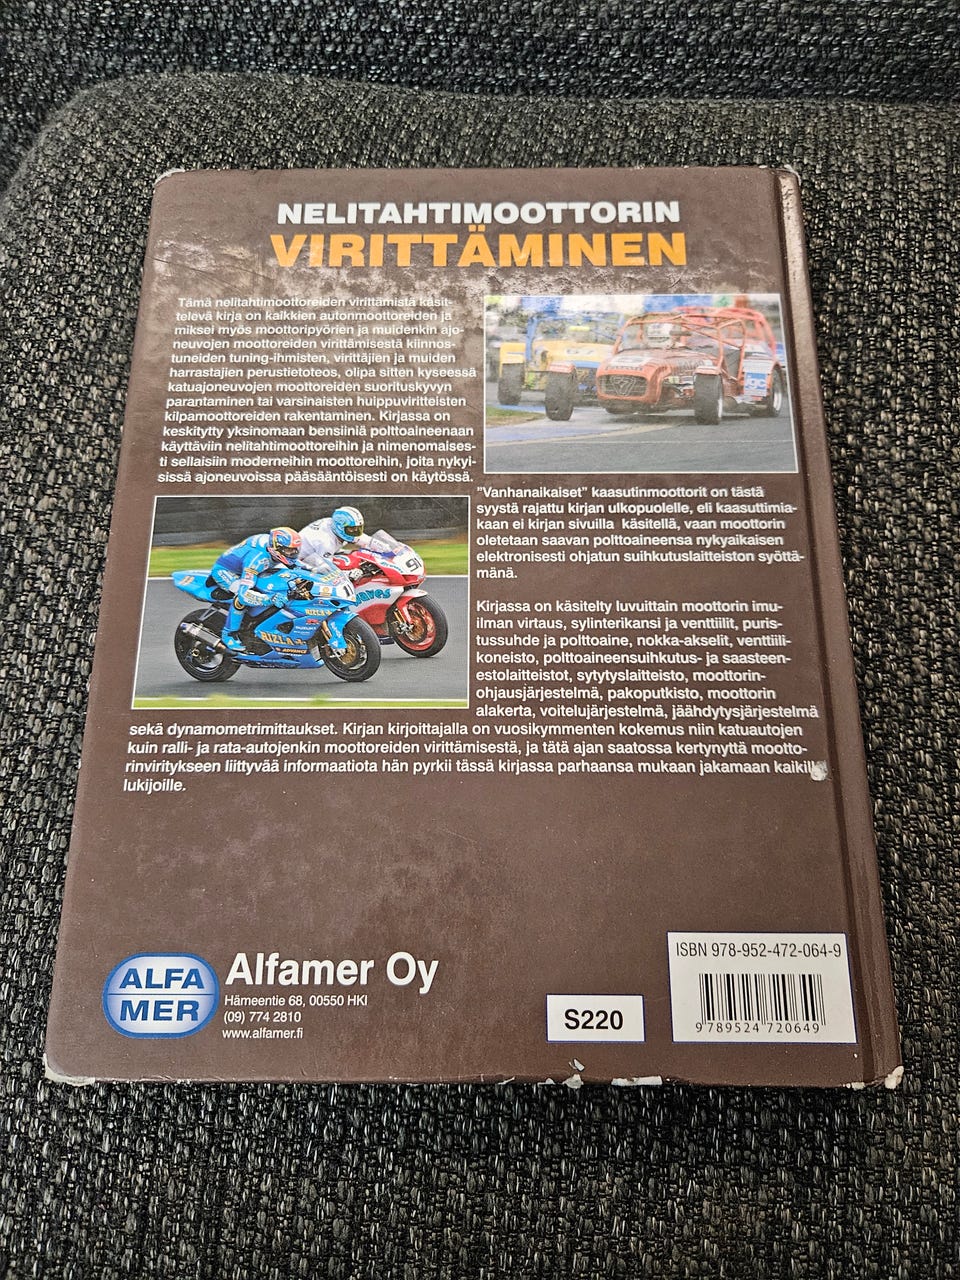 NELITAHTIMOOTTORIN
VIRITTÄMINEN
Tämä nelitahtimoottoreiden virittämistä käsit-
televä kirja on kaikkien autonmoottoreiden ja
miksei myös moottoripyörien ja muidenkin ajo-
neuvojen moottoreiden virittämisestä kiinnos-
tuneiden tuning-ihmisten, virittäjien ja muiden
harrastajien perustietoteos, olipa sitten kyseessä
katuajoneuvojen moottoreiden suorituskyvyn
parantaminen tai varsinaisten huippuviritteisten
kilpamoottoreiden rakentaminen. Kirjassa on
keskitytty yksinomaan bensiiniä polttoaineenaan
käyttäviin nelitahtimoottoreihin ja nimenomaises-
ti sellaisiin moderneihin moottoreihin, joita nykyi-
sissä ajoneuvoissa pääsääntöisesti on käytössä.
"Vanhanaikaiset" kaasutinmoottorit on tästä
syystä rajattu kirjan ulkopuolelle, eli kaasuttimia-
kaan ei kirjan sivuilla käsitellä, vaan moottorin
oletetaan saavan polttoaineensa nykyaikaisen
elektronisesti ohjatun suihkutuslaitteiston syöttä-
mänä.
Kirjassa on käsitelty luvuittain moottorin imu-
ilman virtaus, sylinterikansi ja venttiilit, puris-
tussuhde ja polttoaine, nokka-akselit, venttiili-
koneisto, polttoaineensuihkutus- ja saasteen-
estolaitteistot, sytytyslaitteisto, moottorin-
ohjausjärjestelmä, pakoputkisto, moottorin
alakerta, voitelujärjestelmä, jäähdytysjärjestelmä
sekä dynamometrimittaukset. Kirjan kirjoittajalla on vuosikymmenten kokemus niin katuautojen
kuin ralli- ja rata-autojenkin moottoreiden virittämisestä, ja tätä ajan saatossa kertynyttä mootto-
rinviritykseen liittyvää informaatiota hän pyrkii tässä kirjassa parhaansa mukaan jakamaan kaikille
lukijoille.
RIZLA+
RIZLA+
ALFA
MER
Alfamer Oy
Hämeentie 68, 00550 HKI
(09) 774 2810
www.alfamer.fi
S220
ISBN 978-952-472-064-9
9 789524 720649